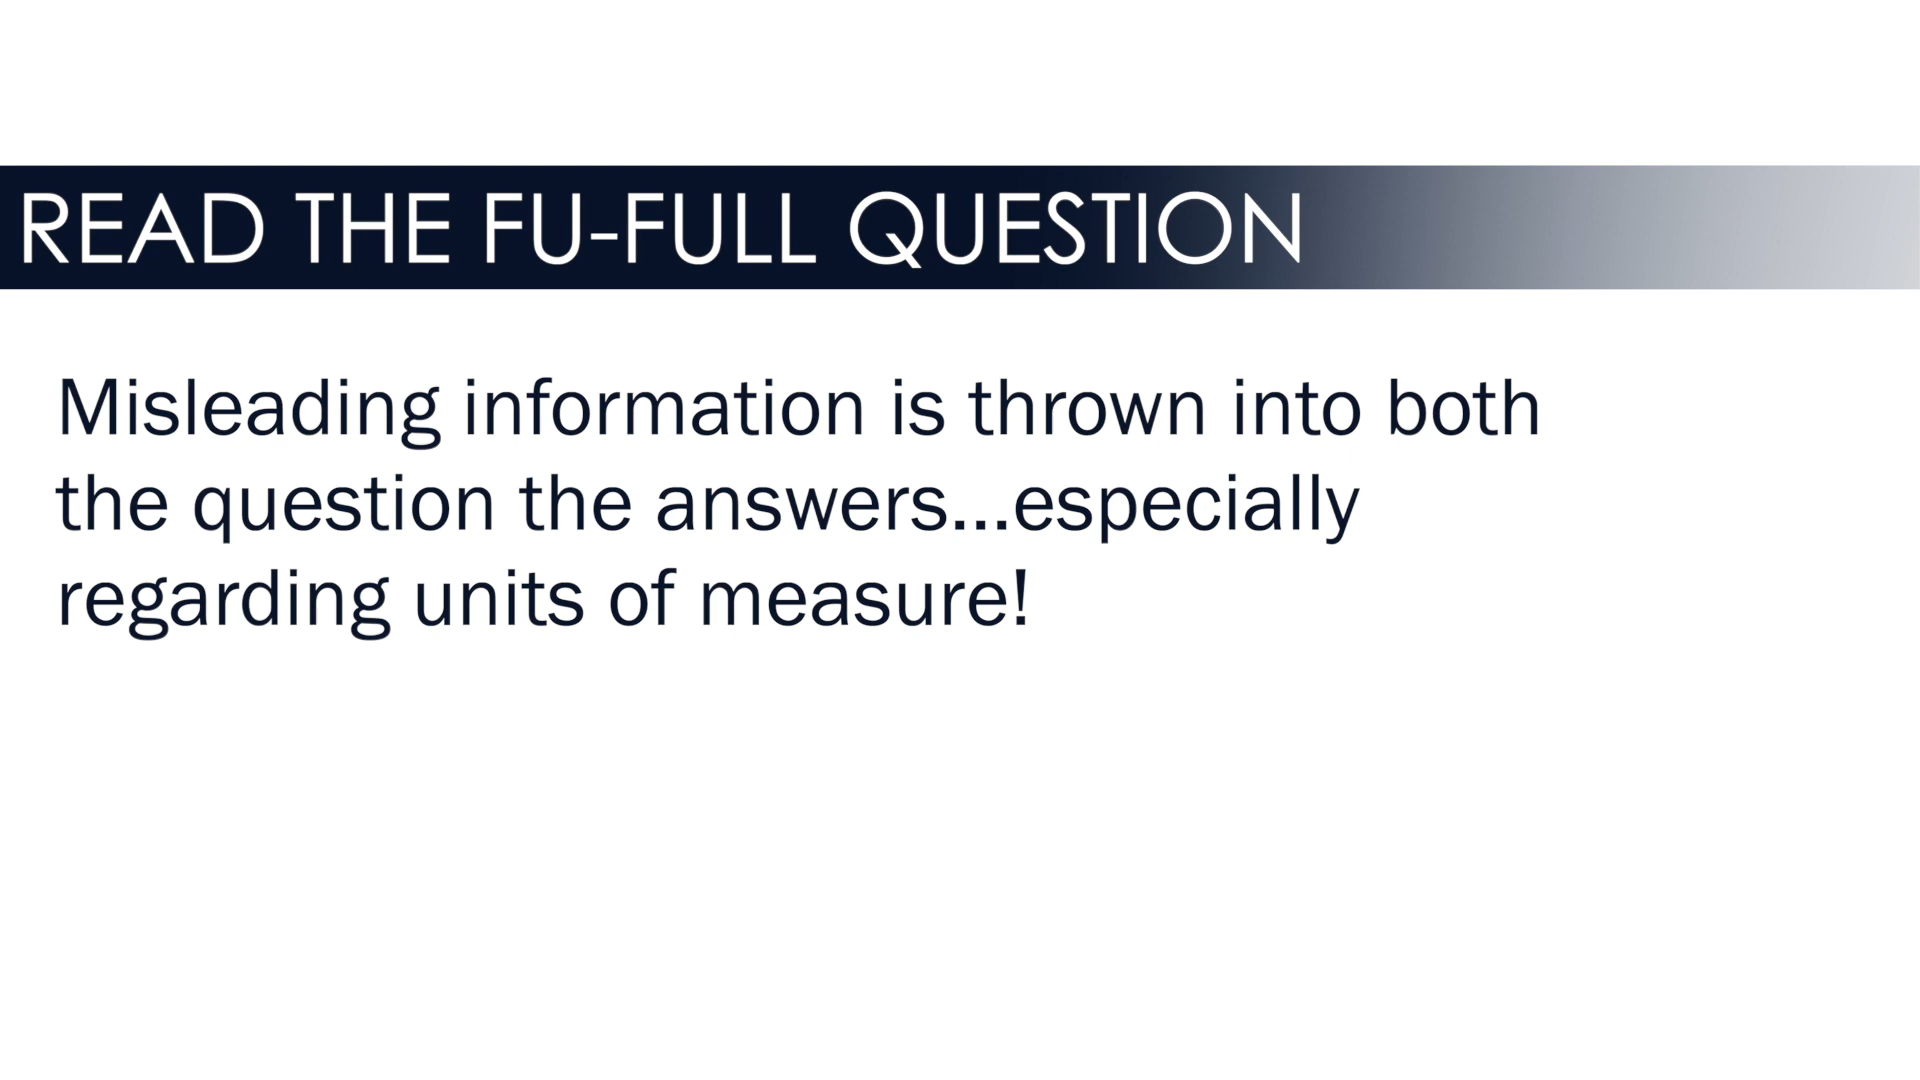 READ THE FU-FULL QUESTION
Misleading information is thrown into both
the question the answers...especially
regarding units of measure!